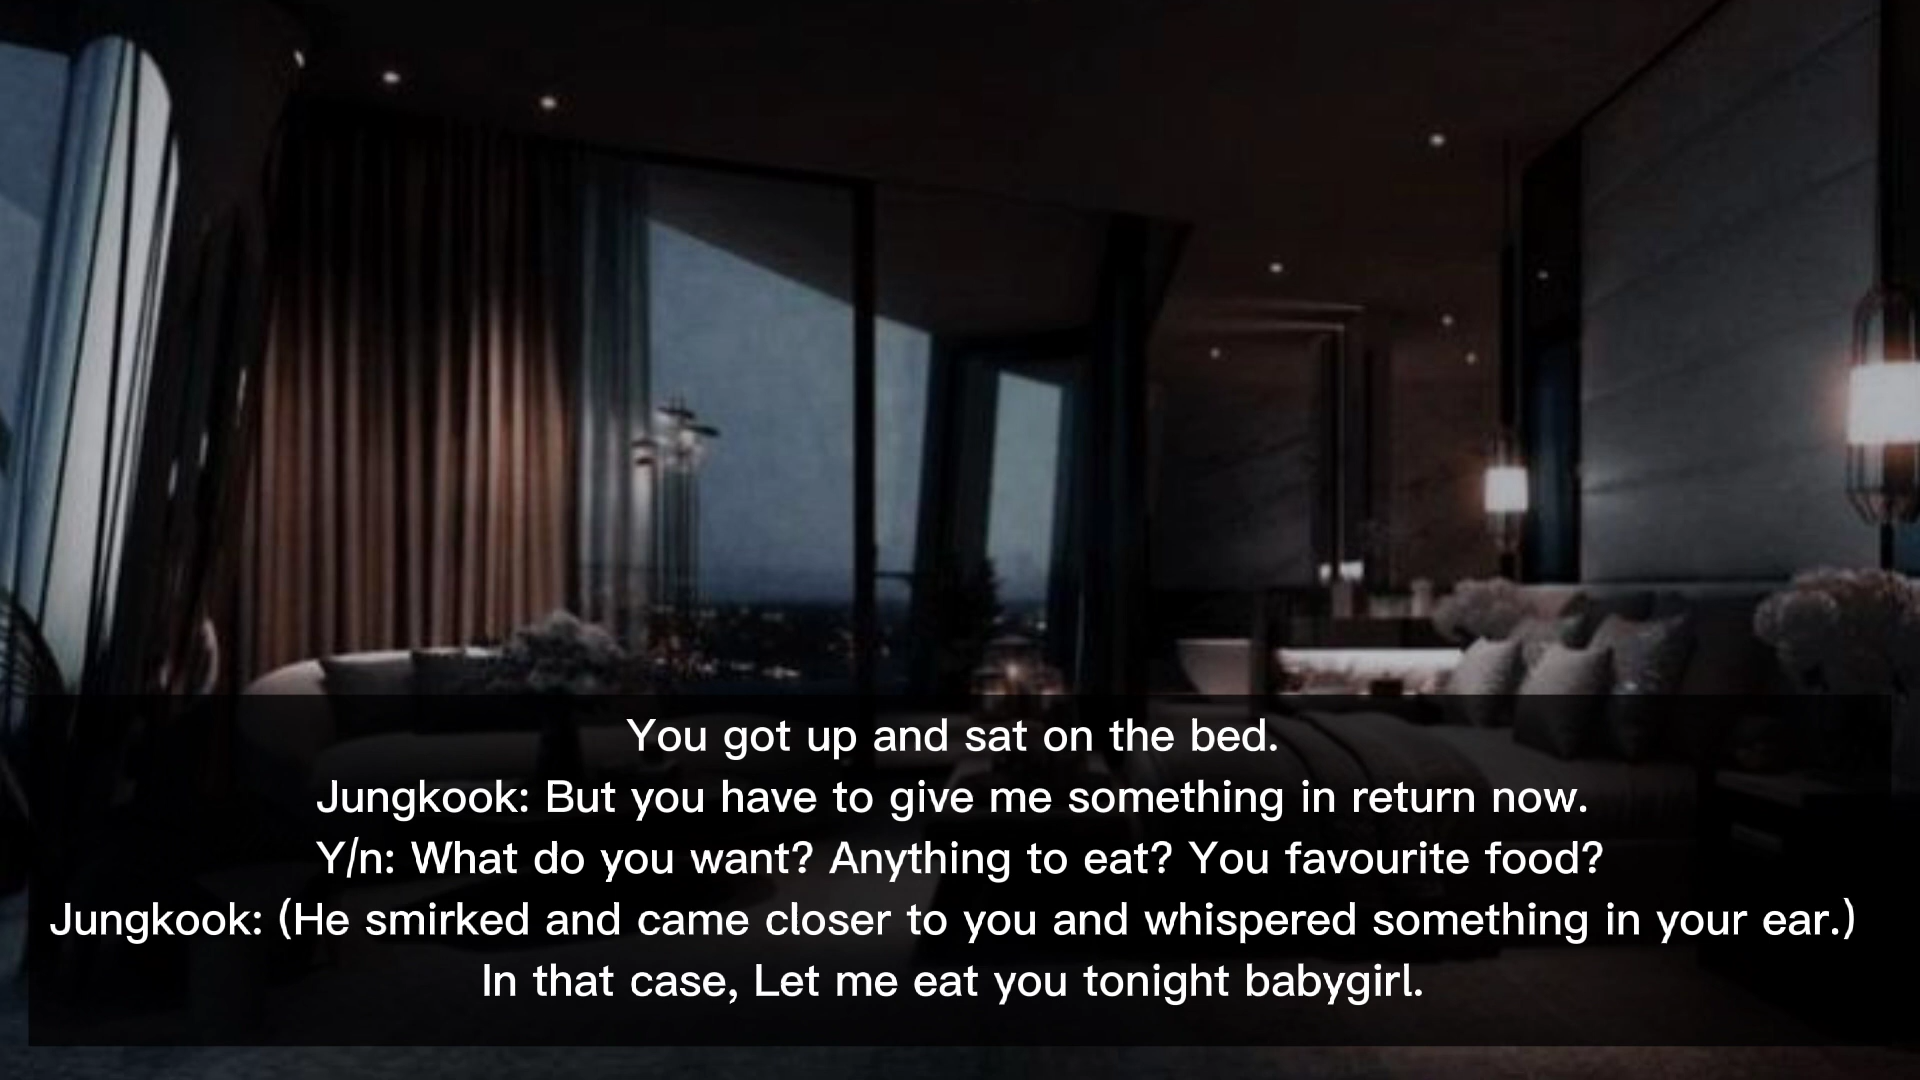 You got up and sat on the bed.
Jungkook: But you have to give me something in return now.
Y/n: What do you want? Anything to eat? You favourite food?
Jungkook: (He smirked and came closer to you and whispered something in your ear.)
In that case, Let me eat you tonight babygirl.